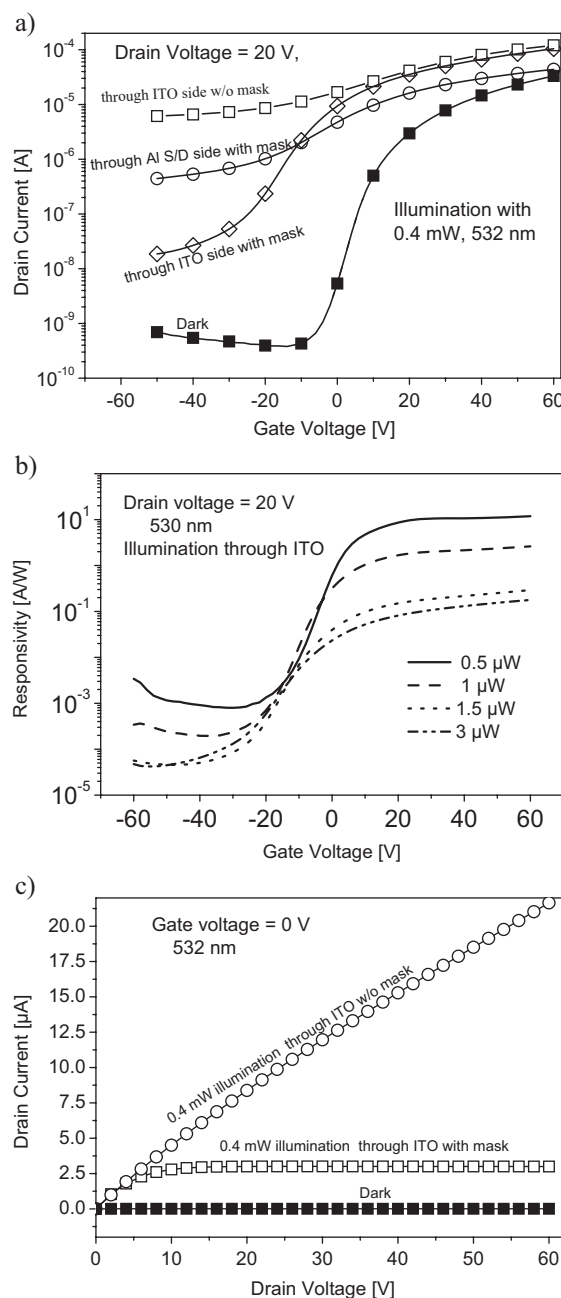 a)
Drain Voltage = 20 V,
through ITO side w/o mask
through Al S/D side with mask
through ITO side with mask
Dark
Illumination with
0.4 mW, 532 nm
Drain Current [A]
10^-4
10^-5
10^-6
10^-7
10^-8
10^-9
10^-10
-60 -40 -20 0 20 40 60
Gate Voltage [V]
b)
Drain voltage = 20 V
530 nm
Illumination through ITO
Responsivity [A/W]
10^1
10^-1
10^-3
10^-5
0.5 µW
1 µW
1.5 µW
3 µW
-60 -40 -20 0 20 40 60
Gate Voltage [V]
c)
Gate voltage = 0 V
532 nm
Drain Current [µA]
20.0
17.5
15.0
12.5
10.0
7.5
5.0
2.5
0.0
0.4 mW illumination through ITO w/o mask
0.4 mW illumination through ITO with mask
Dark
0 10 20 30 40 50 60
Drain Voltage [V]